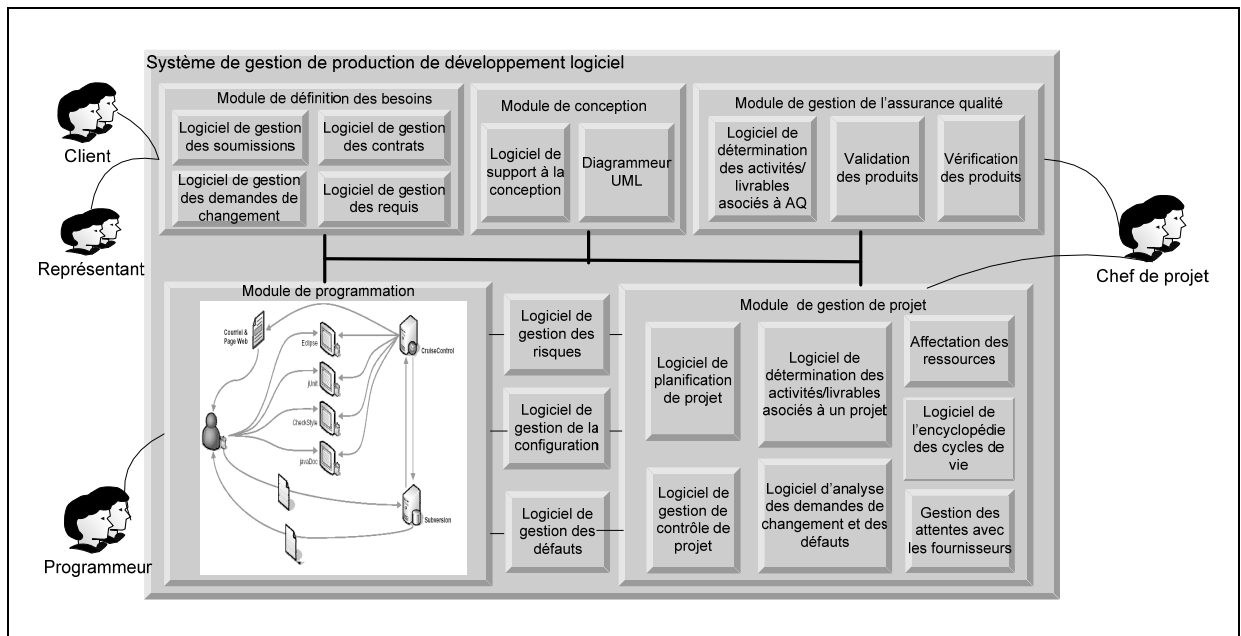 Système de gestion de production de développement logiciel
Client
Représentant
Programmeur
Chef de projet
Module de définition des besoins
Logiciel de gestion
des soumissions
Logiciel de gestion
des contrats
Logiciel de gestion
des demandes de
changement
Logiciel de gestion
des requis
Module de conception
Logiciel de
support à la
conception
Diagrammeur
UML
Module de gestion de l'assurance qualité
Logiciel de
détermination
des activités/
livrables
asociés à AQ
Validation
des produits
Vérification
des produits
Module de programmation
Courriel &
Page Web
Eclipse
jUnit
CheckStyle
javaDoc
CruiseControl
Subversion
Logiciel de
gestion des
risques
Logiciel de
gestion de la
configuration
Logiciel de
gestion des
défauts
Module de gestion de projet
Logiciel de
planification
de projet
Logiciel de
détermination des
activités/livrables
asociés à un projet
Affectation des
ressources
Logiciel de
l'encyclopédie
des cycles de
vie
Logiciel de
gestion de
contrôle de
projet
Logiciel d'analyse
des demandes de
changement et des
défauts
Gestion des
attentes avec
les fournisseurs